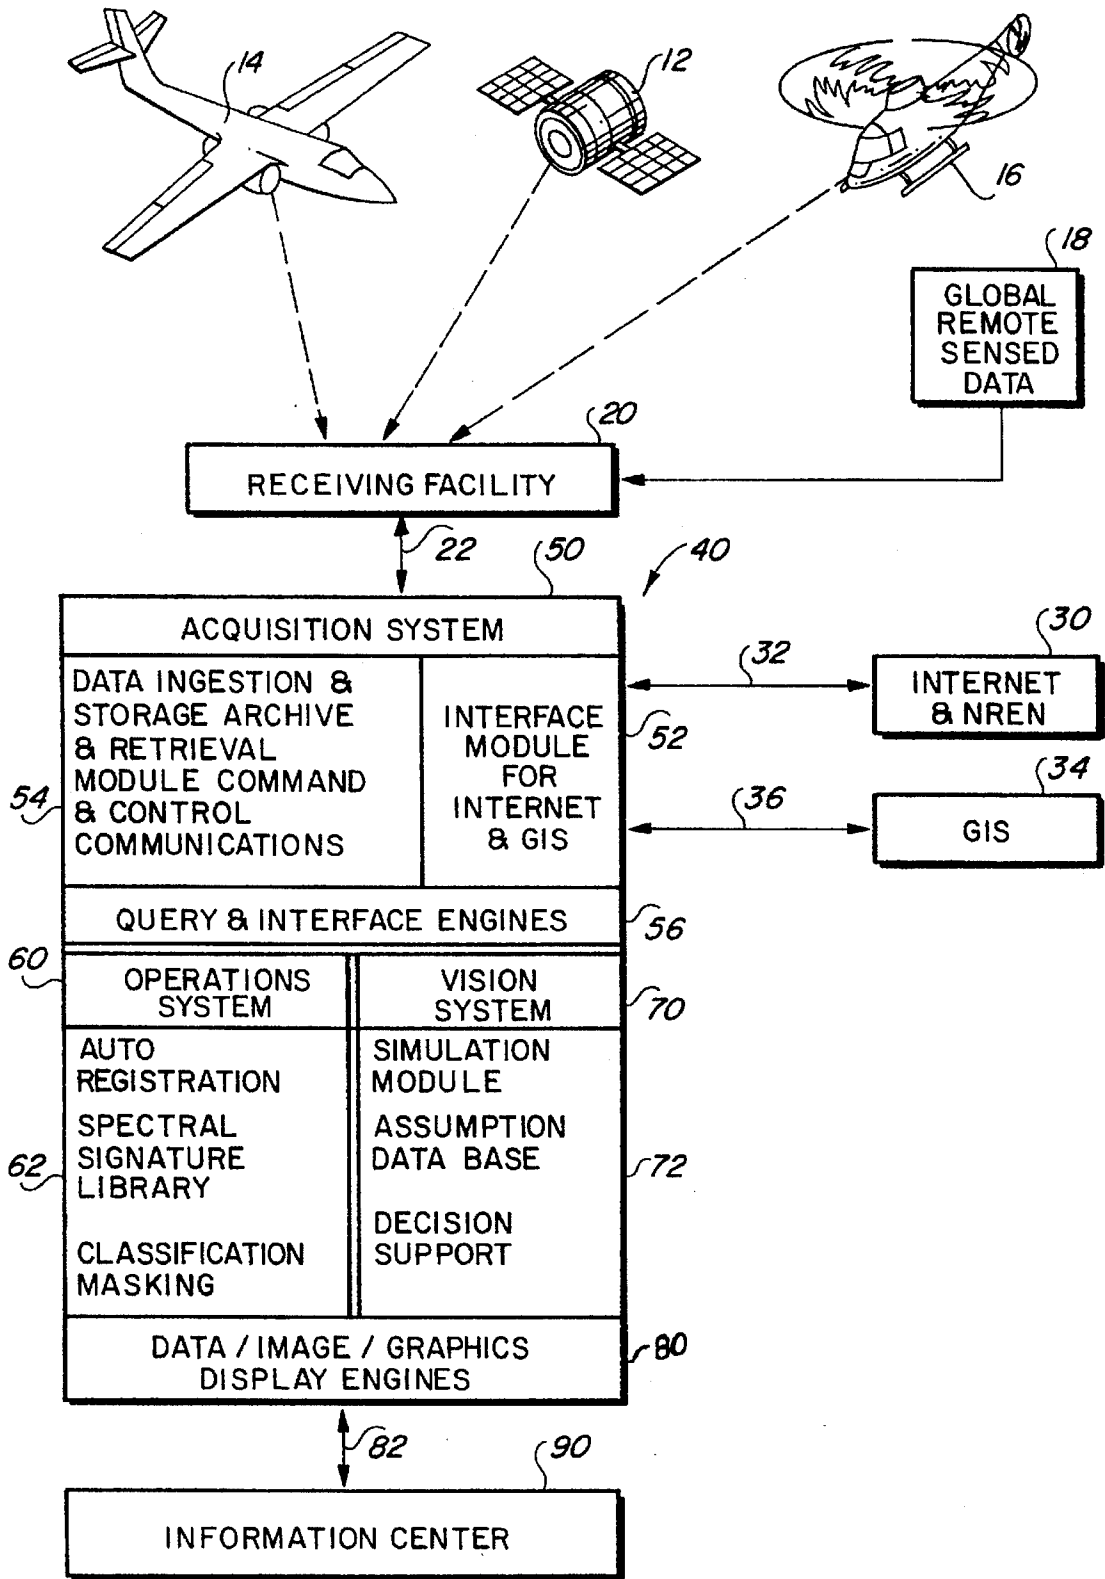 14
12
16
18
GLOBAL
REMOTE
SENSED
DATA
20
RECEIVING FACILITY
22
50
40
ACQUISITION SYSTEM
DATA INGESTION &
STORAGE ARCHIVE
& RETRIEVAL
MODULE COMMAND
& CONTROL
COMMUNICATIONS
54
INTERFACE
MODULE
FOR
INTERNET
& GIS
52
32
30
INTERNET
& NREN
36
34
GIS
QUERY & INTERFACE ENGINES
56
60
OPERATIONS
SYSTEM
VISION
SYSTEM
70
AUTO
REGISTRATION
SPECTRAL
SIGNATURE
LIBRARY
62
CLASSIFICATION
MASKING
SIMULATION
MODULE
ASSUMPTION
DATA BASE
72
DECISION
SUPPORT
DATA / IMAGE / GRAPHICS
DISPLAY ENGINES
80
82
90
INFORMATION CENTER